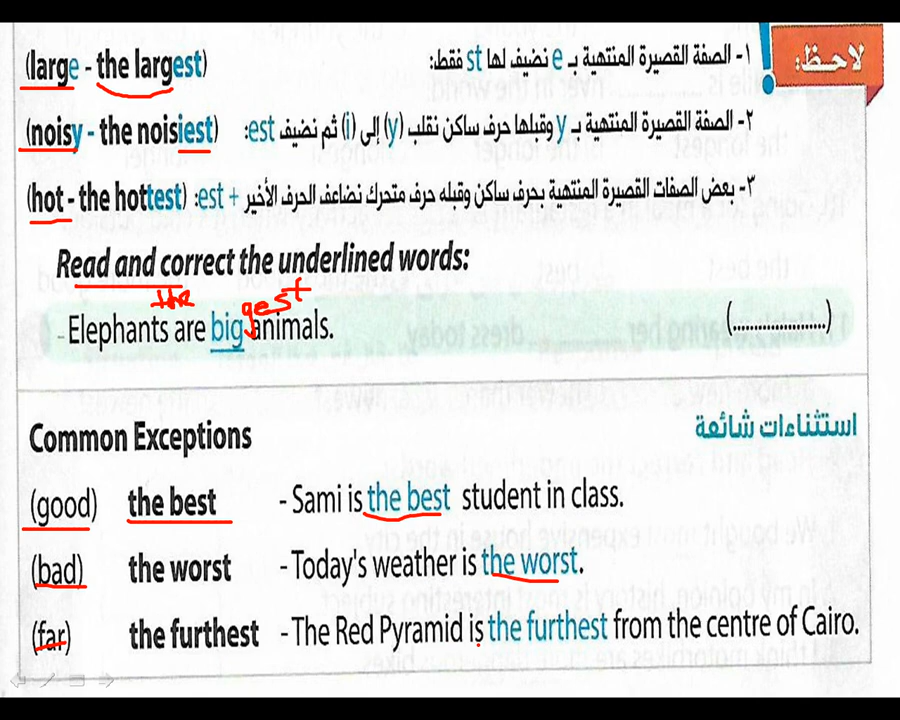 لاحظ:
(large - the largest) ١- الصفة القصيرة المنتهية بـ e نضيف لها st فقط:
(noisy - the noisiest) ٢- الصفة القصيرة المنتهية بـ y وقبلها حرف ساكن نقلب (y) إلى (i) ثم نضيف est:
(hot - the hottest) ٣- بعض الصفات القصيرة المنتهية بحرف ساكن وقبله حرف متحرك نضاعف الحرف الأخير + est:
Read and correct the underlined words:
the gest
- Elephants are big animals. (....................)
Common Exceptions استثناءات شائعة
(good) the best - Sami is the best student in class.
(bad) the worst - Today's weather is the worst.
(far) the furthest - The Red Pyramid is the furthest from the centre of Cairo.